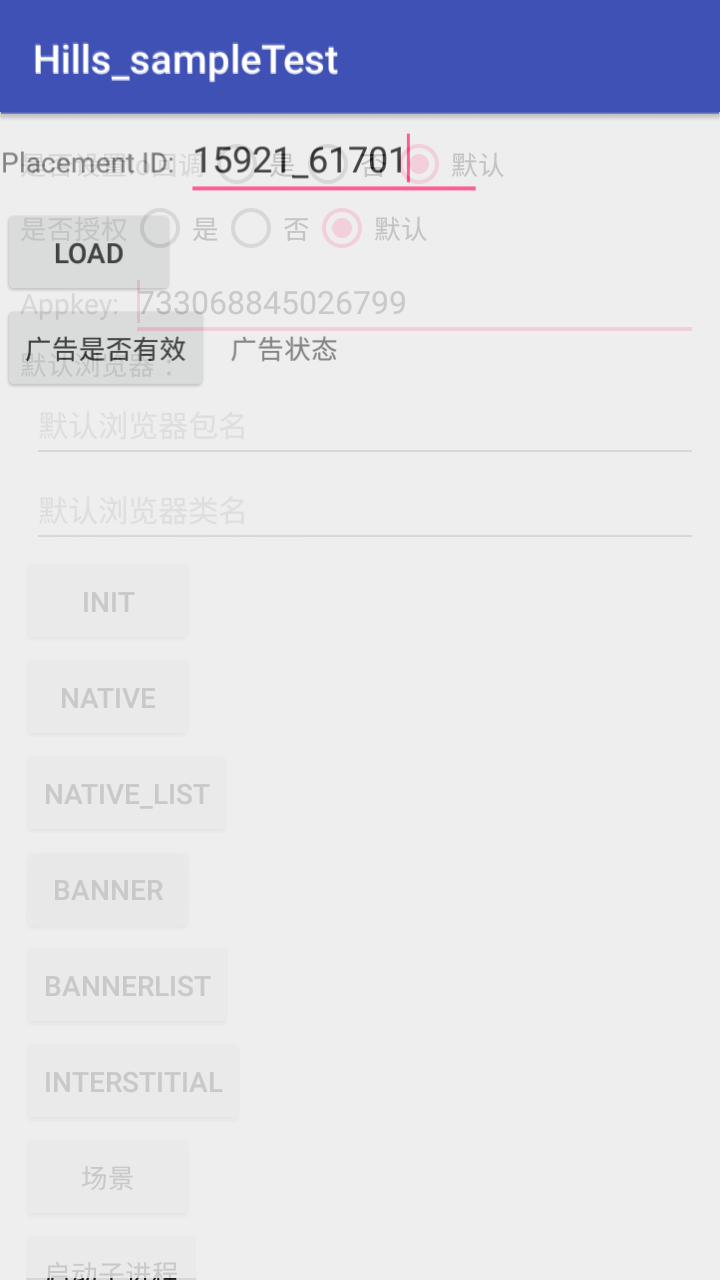 Hills_sampleTest
Placement ID: 15921_61701
是否设置to回调 是 否 默认
是否授权 是 否 默认
LOAD
Appkey: 733068845026799
广告是否有效 广告状态
默认浏览器：
默认浏览器包名
默认浏览器类名
INIT
NATIVE
NATIVE_LIST
BANNER
BANNERLIST
INTERSTITIAL
场景
启动子进程